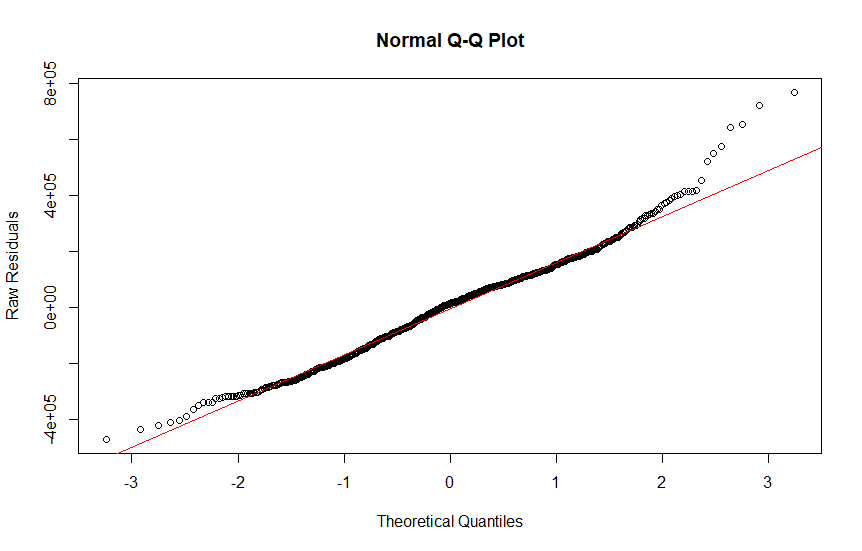 Normal Q-Q Plot
8e+05
4e+05
0e+00
-4e+05
Raw Residuals
-3 -2 -1 0 1 2 3
Theoretical Quantiles